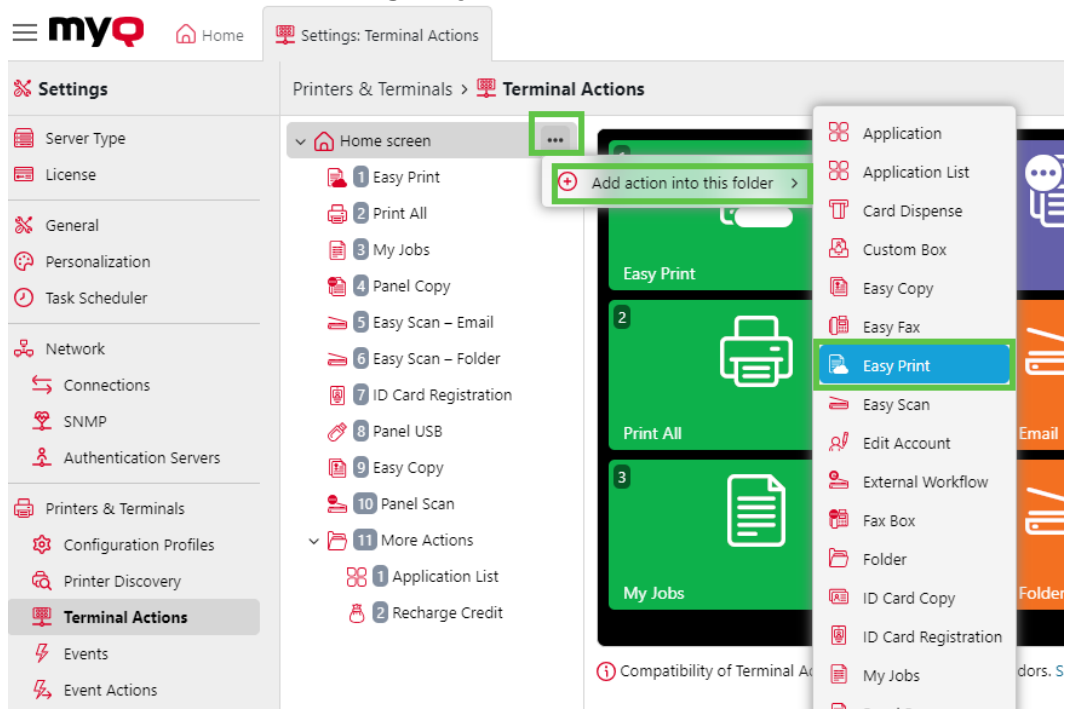 myQ
Home
Settings: Terminal Actions
Settings
Printers & Terminals > Terminal Actions
Server Type
License
General
Personalization
Task Scheduler
Network
Connections
SNMP
Authentication Servers
Printers & Terminals
Configuration Profiles
Printer Discovery
Terminal Actions
Events
Event Actions
Home screen
1 Easy Print
2 Print All
3 My Jobs
4 Panel Copy
5 Easy Scan – Email
6 Easy Scan – Folder
7 ID Card Registration
8 Panel USB
9 Easy Copy
10 Panel Scan
11 More Actions
1 Application List
2 Recharge Credit
Add action into this folder
Easy Print
2
Print All
Email
3
My Jobs
Folder
Compatibility of Terminal Ac
dors. S
Application
Application List
Card Dispense
Custom Box
Easy Copy
Easy Fax
Easy Print
Easy Scan
Edit Account
External Workflow
Fax Box
Folder
ID Card Copy
ID Card Registration
My Jobs